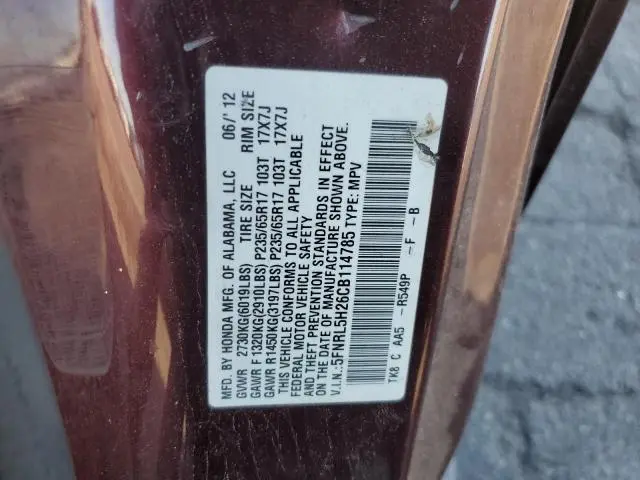 MFD. BY HONDA MFG. OF ALABAMA, LLC 06/' 12
GVWR 2730KG(6019LBS) TIRE SIZE RIM SIZE
GAWR F1320KG(2910LBS) P235/65R17 103T 17X7J
GAWR R1450KG(3197LBS) P235/65R17 103T 17X7J
THIS VEHICLE CONFORMS TO ALL APPLICABLE
FEDERAL MOTOR VEHICLE SAFETY
AND THEFT PREVENTION STANDARDS IN EFFECT
ON THE DATE OF MANUFACTURE SHOWN ABOVE.
V.I.N.:5FNRL5H26CB114785 TYPE: MPV
TK8 C AA5 - R549P - F - B